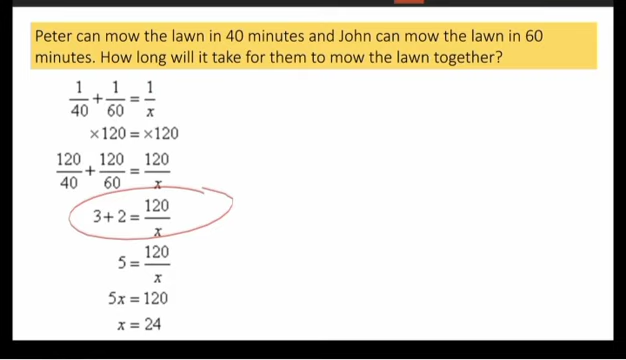 Peter can mow the lawn in 40 minutes and John can mow the lawn in 60
minutes. How long will it take for them to mow the lawn together?
1/40 + 1/60 = 1/x
×120 = ×120
120/40 + 120/60 = 120/x
3 + 2 = 120/x
5 = 120/x
5x = 120
x = 24